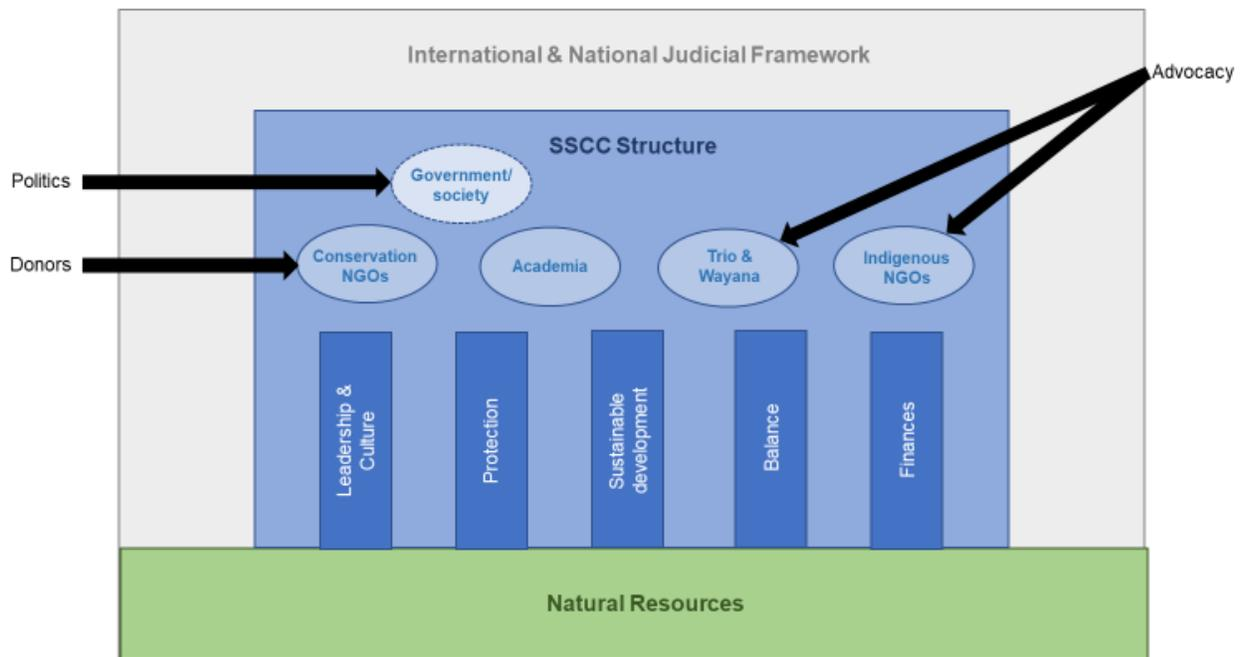 International & National Judicial Framework
Advocacy
SSCC Structure
Politics
Government/
society
Donors
Conservation
NGOs
Academia
Trio &
Wayana
Indigenous
NGOs
Leadership &
Culture
Protection
Sustainable
development
Balance
Finances
Natural Resources